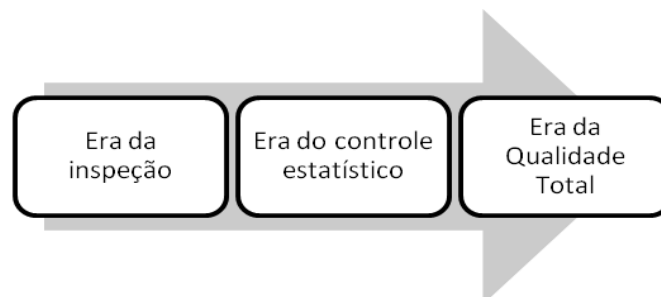 Era da
inspeção
Era do controle
estatístico
Era da
Qualidade
Total